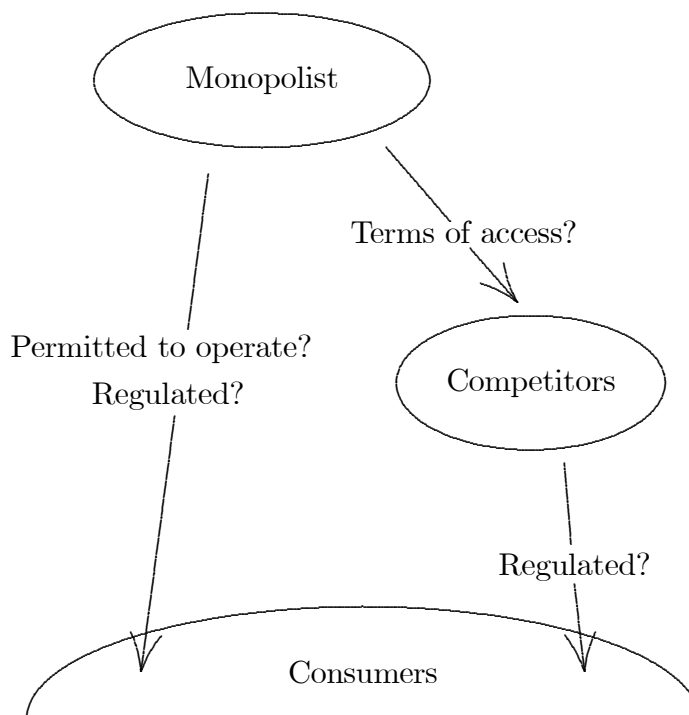 Monopolist
Terms of access?
Permitted to operate?
Regulated?
Competitors
Regulated?
Consumers